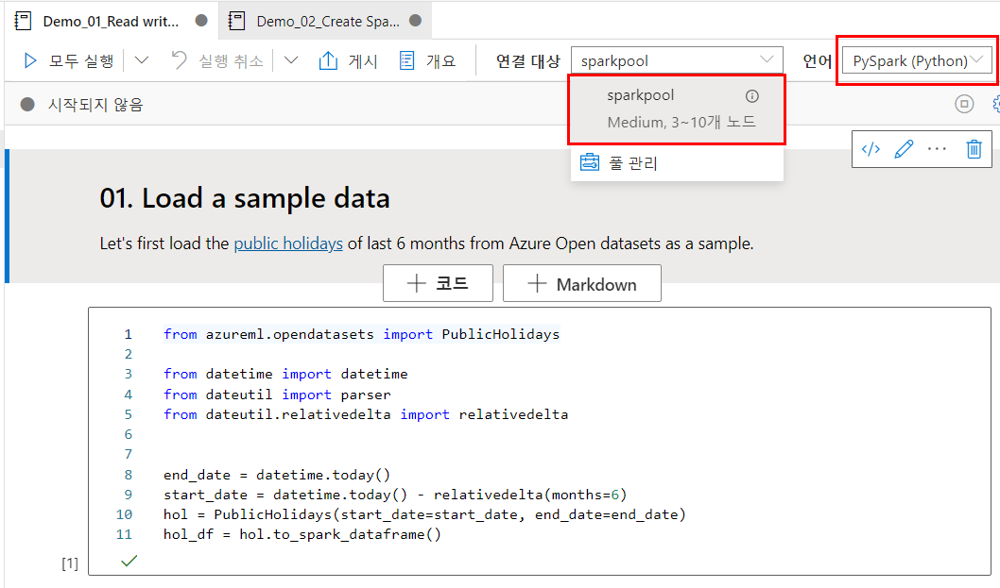 Demo_01_Read writ...
Demo_02_Create Spa...
모두 실행
실행 취소
게시
개요
연결 대상
sparkpool
언어
PySpark (Python)
시작되지 않음
sparkpool
Medium, 3~10개 노드
풀 관리
01. Load a sample data
Let's first load the public holidays of last 6 months from Azure Open datasets as a sample.
+ 코드
+ Markdown
1 from azureml.opendatasets import PublicHolidays
2
3 from datetime import datetime
4 from dateutil import parser
5 from dateutil.relativedelta import relativedelta
6
7
8 end_date = datetime.today()
9 start_date = datetime.today() - relativedelta(months=6)
10 hol = PublicHolidays(start_date=start_date, end_date=end_date)
11 hol_df = hol.to_spark_dataframe()
[1]